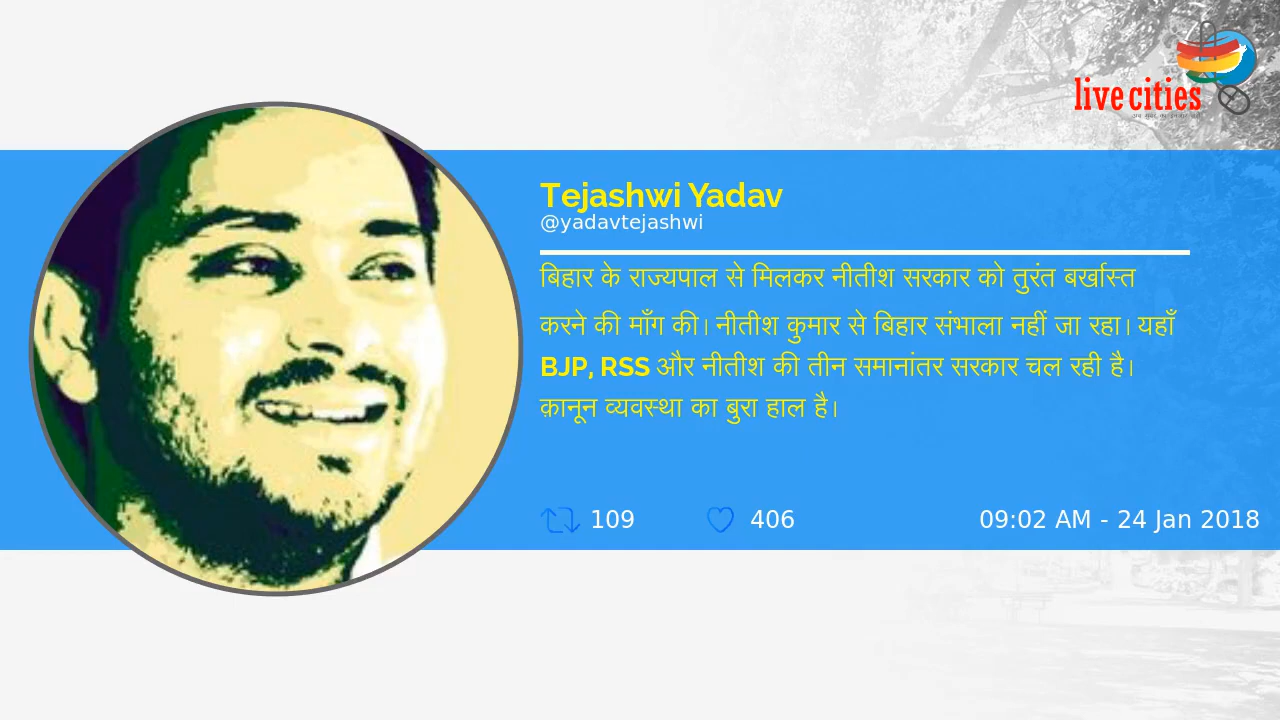 live cities
Tejashwi Yadav
@yadavtejashwi
बिहार के राज्यपाल से मिलकर नीतीश सरकार को तुरंत बर्खास्त
करने की माँग की। नीतीश कुमार से बिहार संभाला नहीं जा रहा। यहाँ
BJP, RSS और नीतीश की तीन समानांतर सरकार चल रही है।
क़ानून व्यवस्था का बुरा हाल है।
109 406 09:02 AM - 24 Jan 2018